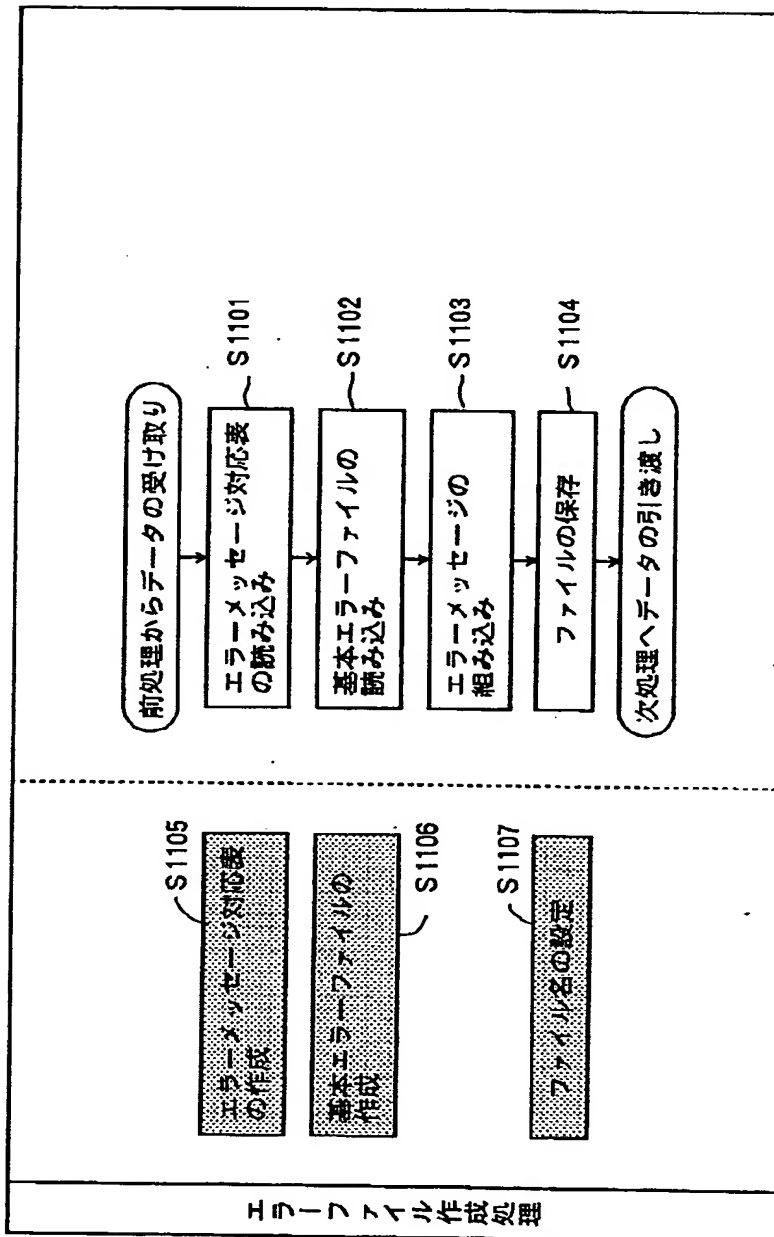 エラーファイル作成処理
エラーメッセージ対応表
の作成
S1105
基本エラーファイルの
作成
S1106
ファイル名の設定
S1107
前処理からデータの受け取り
エラーメッセージ対応表
の読み込み
S1101
基本エラーファイルの
読み込み
S1102
エラーメッセージの
組み込み
S1103
ファイルの保存
S1104
次処理へデータの引き渡し